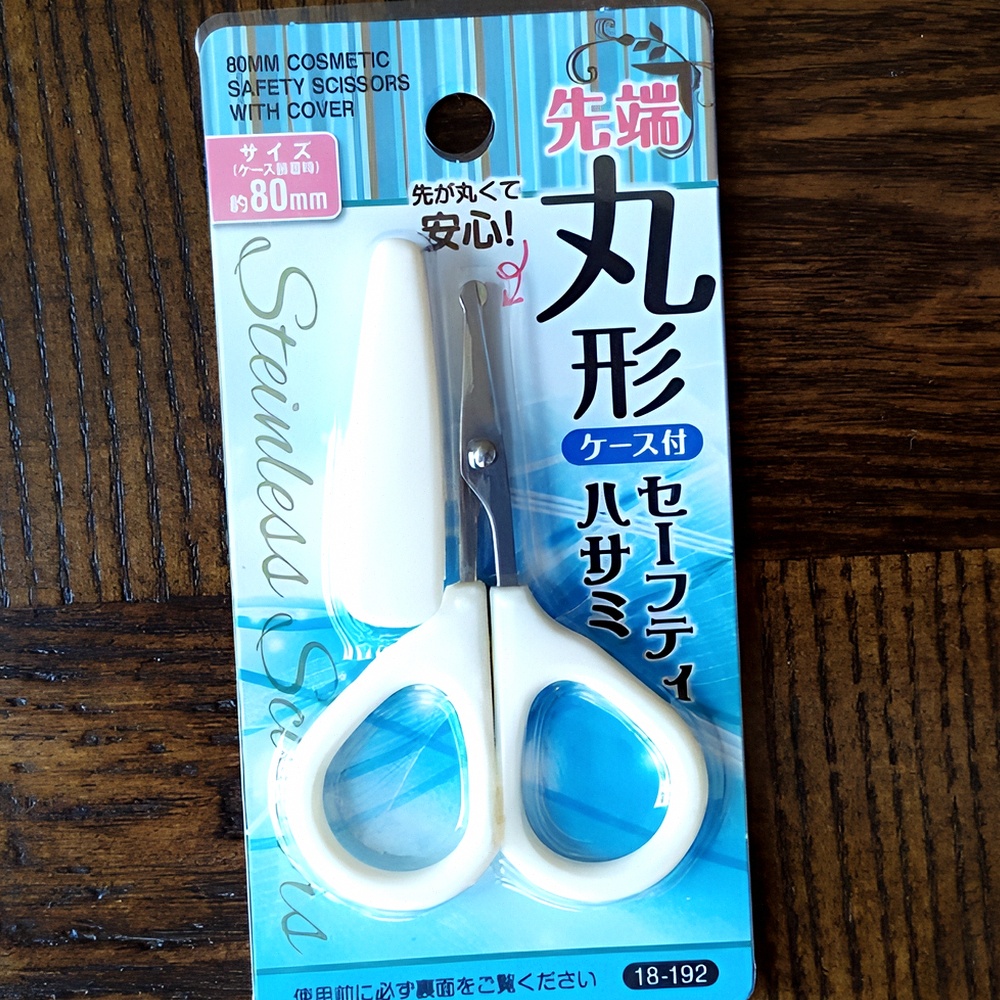 80MM COSMETIC
SAFETY SCISSORS
WITH COVER
サイズ
(ケース装着時)
約80mm
先が丸くて
安心!
先端
丸形
ケース付
セーフティ
ハサミ
Steinless Scissors
使用前に必ず裏面をご覧ください
18-192